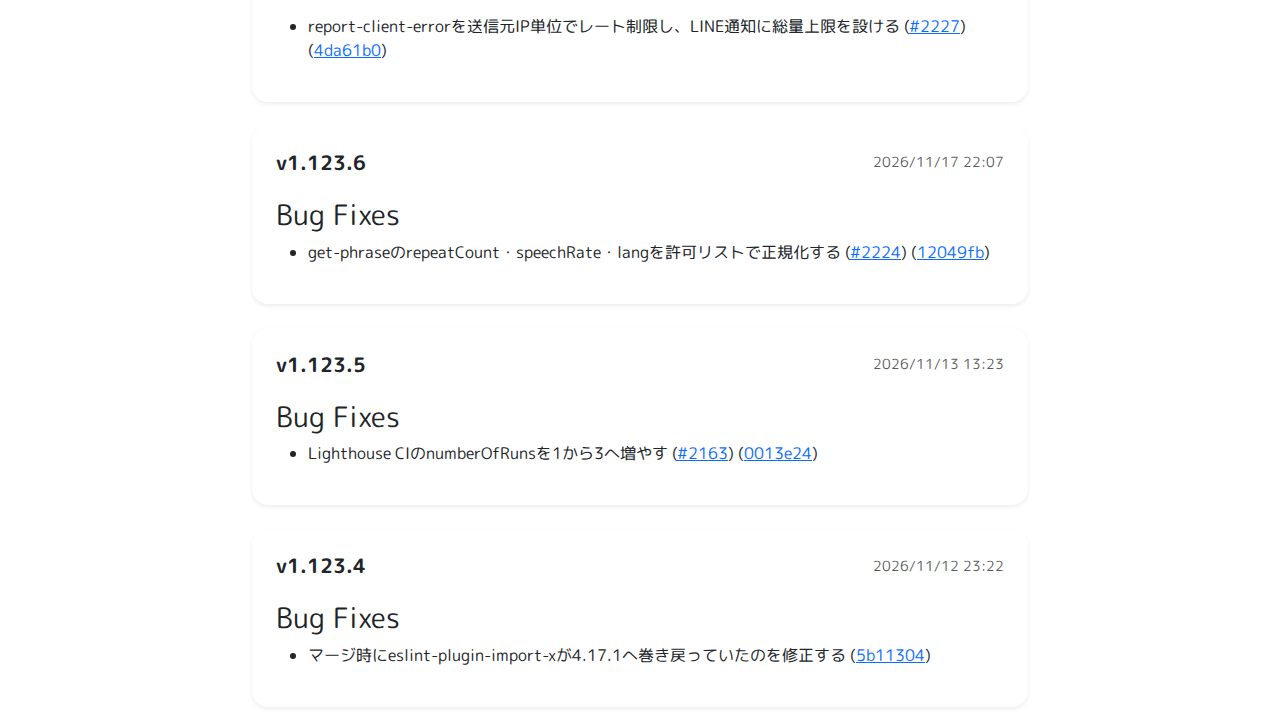 • report-client-errorを送信元IP単位でレート制限し、LINE通知に総量上限を設ける (#2227)
(4da61b0)
v1.123.6 2026/11/17 22:07
Bug Fixes
• get-phraseのrepeatCount・speechRate・langを許可リストで正規化する (#2224) (12049fb)
v1.123.5 2026/11/13 13:23
Bug Fixes
• Lighthouse CIのnumberOfRunsを1から3へ増やす (#2163) (0013e24)
v1.123.4 2026/11/12 23:22
Bug Fixes
• マージ時にeslint-plugin-import-xが4.17.1へ巻き戻っていたのを修正する (5b11304)